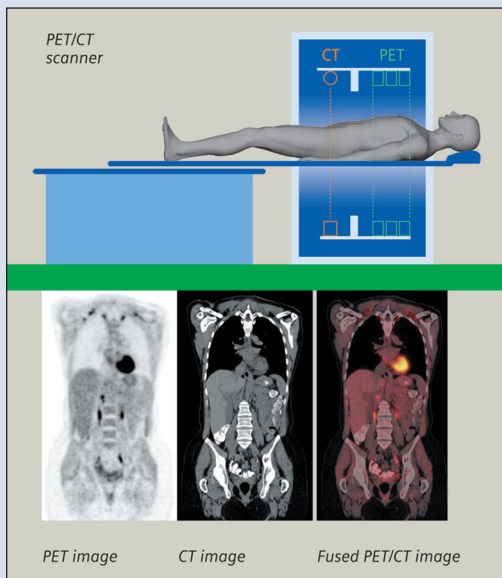 PET/CT
scanner
CT PET
PET image CT image Fused PET/CT image